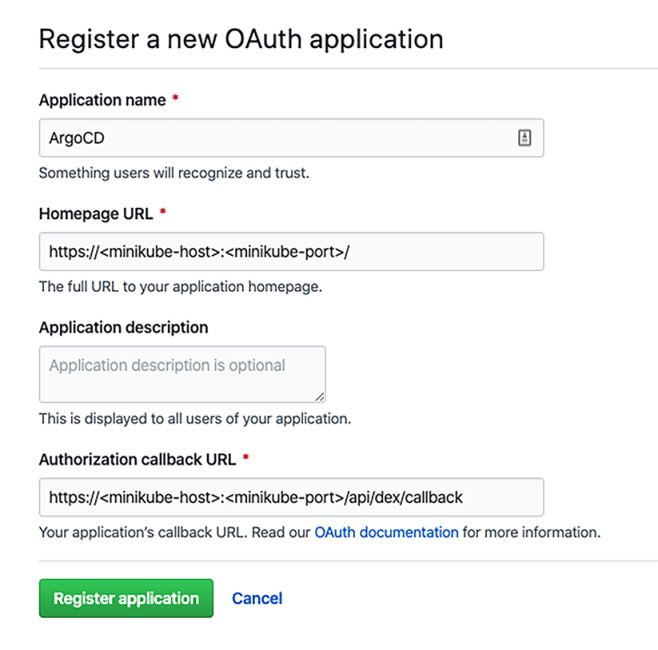 Register a new OAuth application
Application name *
ArgoCD
Something users will recognize and trust.
Homepage URL *
https://<minikube-host>:<minikube-port>/
The full URL to your application homepage.
Application description
Application description is optional
This is displayed to all users of your application.
Authorization callback URL *
https://<minikube-host>:<minikube-port>/api/dex/callback
Your application’s callback URL. Read our OAuth documentation for more information.
Register application Cancel